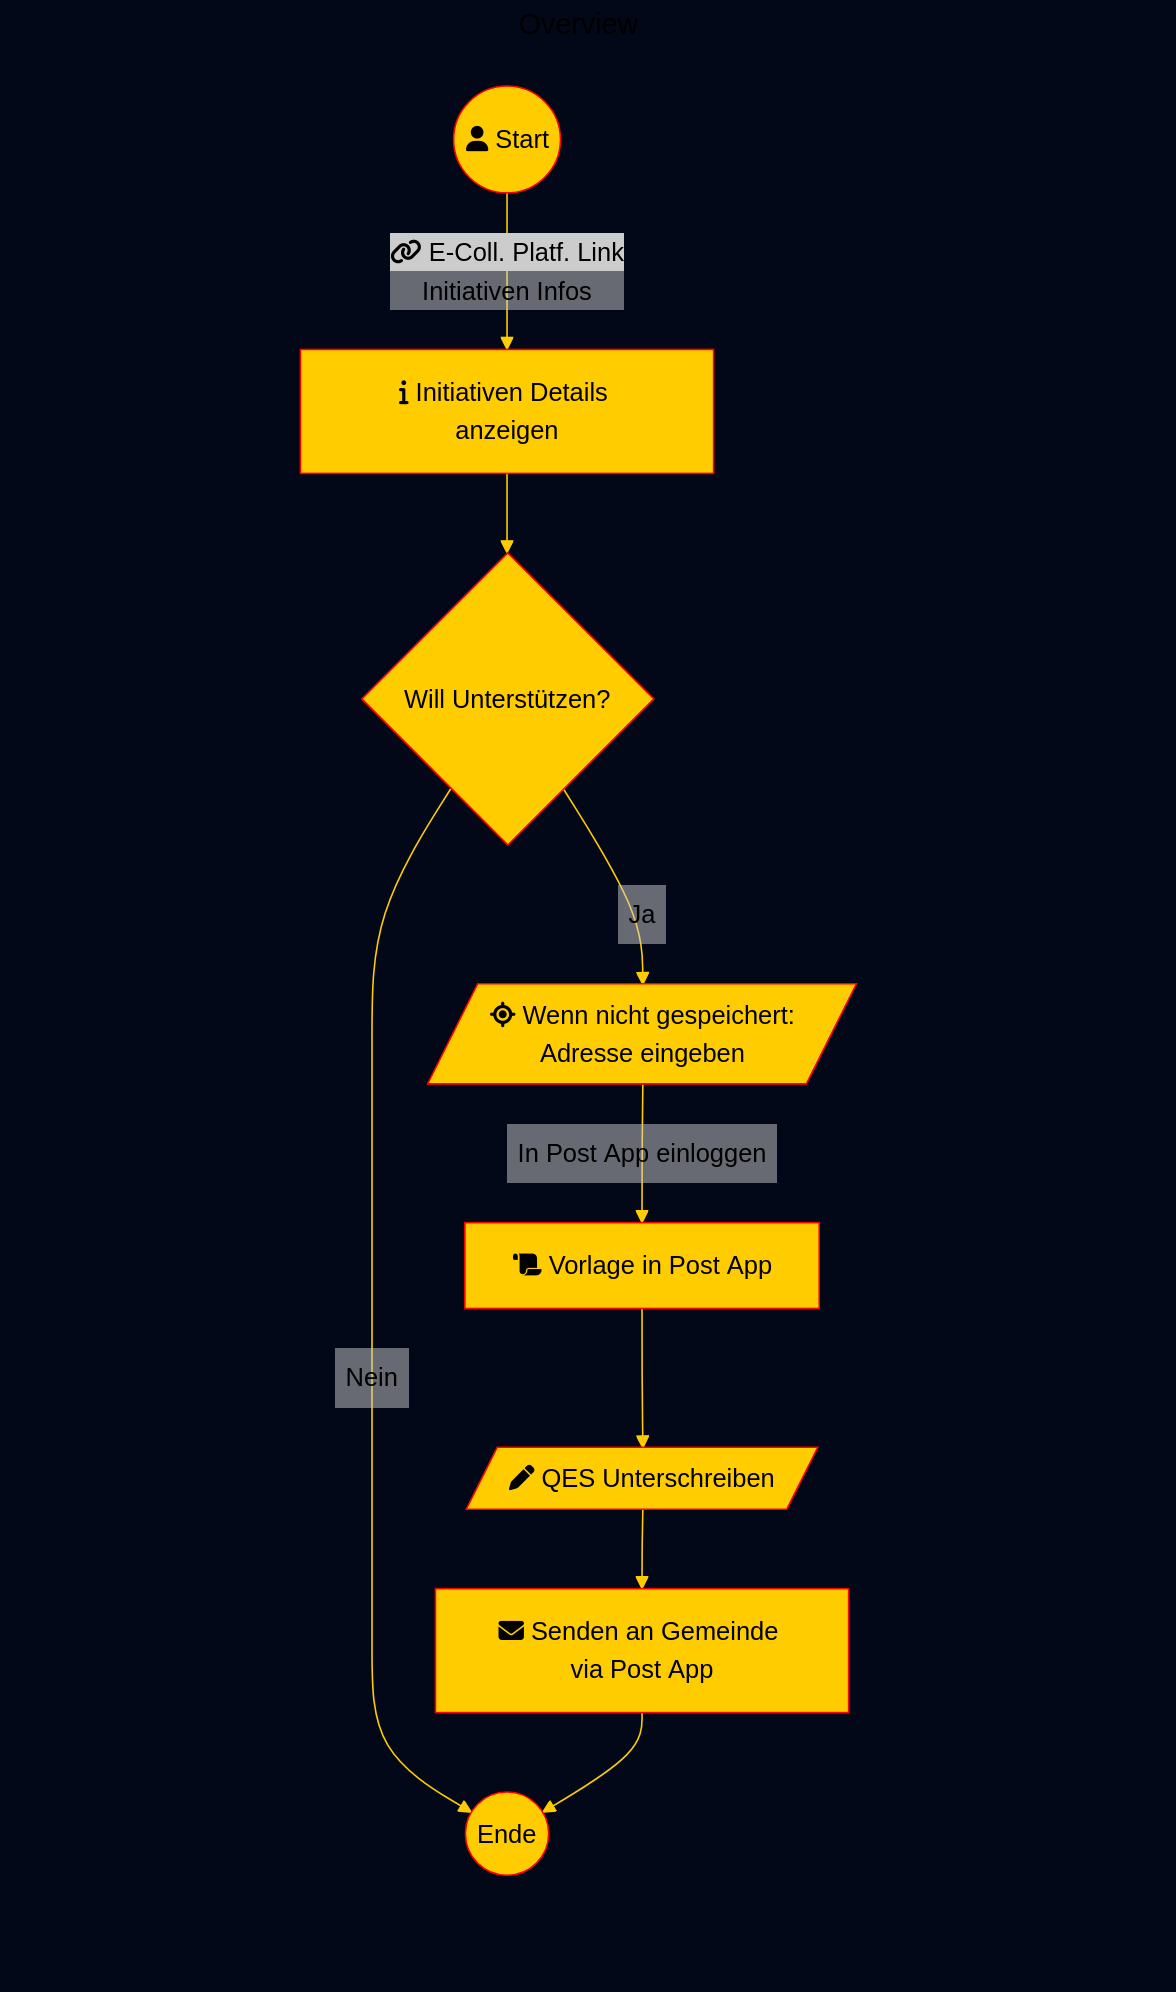 Overview
Start
E-Coll. Platf. Link
Initiativen Infos
Initiativen Details
anzeigen
Will Unterstützen?
Ja
Wenn nicht gespeichert:
Adresse eingeben
In Post App einloggen
Vorlage in Post App
Nein
QES Unterschreiben
Senden an Gemeinde
via Post App
Ende